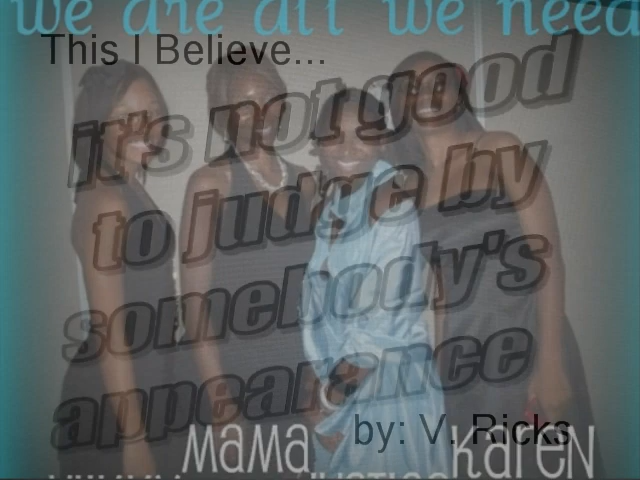 we are all we need
This I Believe...
it's not good
to judge by
somebody's
appearance
by: V. Ricks
MaMa KareN